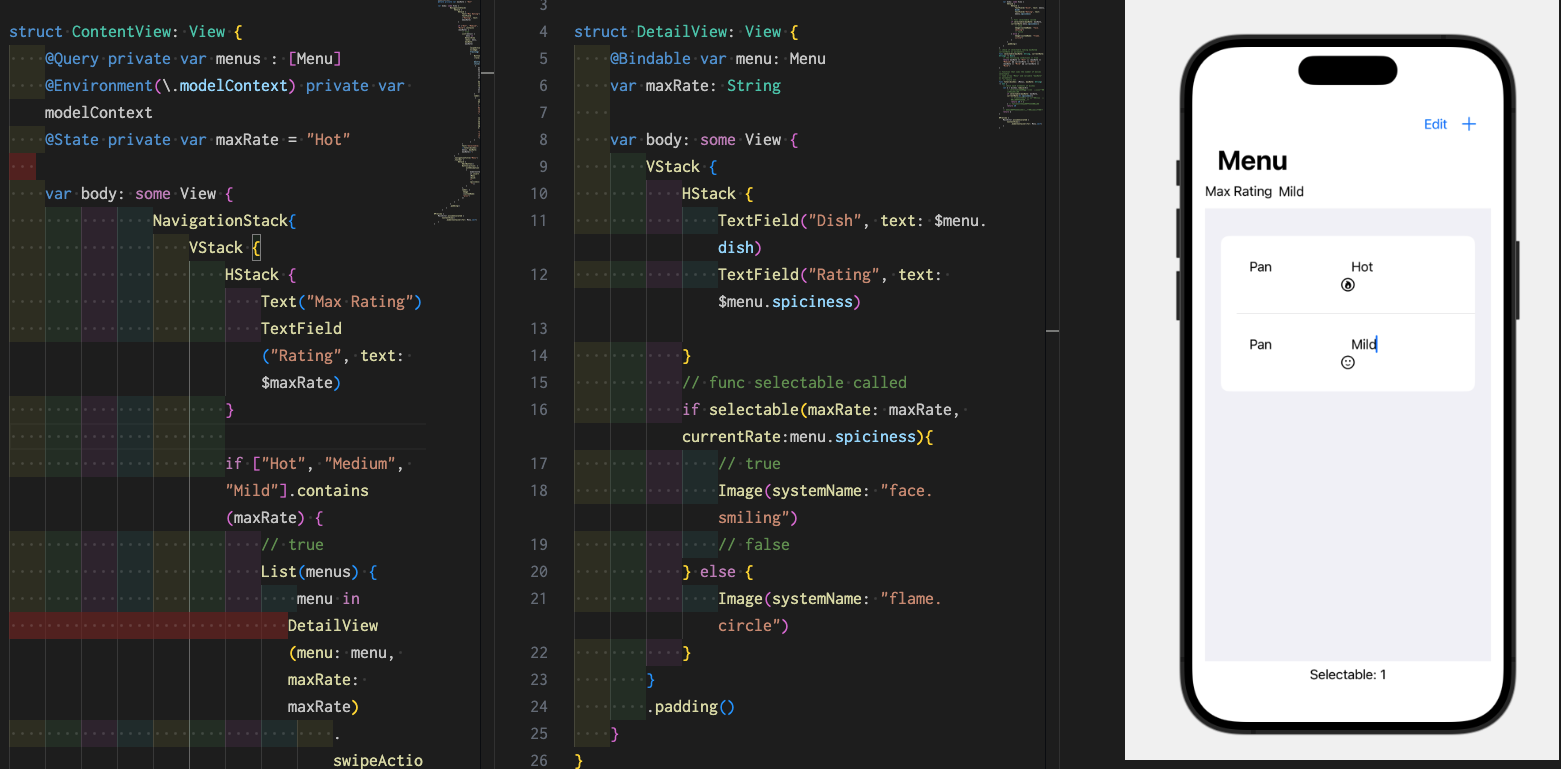 struct ContentView: View {
@Query private var menus : [Menu]
@Environment(\.modelContext) private var
modelContext
@State private var maxRate = "Hot"
var body: some View {
NavigationStack{
VStack {
HStack {
Text("Max Rating")
TextField
("Rating", text:
$maxRate)
}
if ["Hot", "Medium",
"Mild"].contains
(maxRate) {
// true
List(menus) {
menu in
DetailView
(menu: menu,
maxRate:
maxRate)
.
swipeActio
3
4 struct DetailView: View {
5 @Bindable var menu: Menu
6 var maxRate: String
7
8 var body: some View {
9 VStack {
10 HStack {
11 TextField("Dish", text: $menu.
dish)
12 TextField("Rating", text:
$menu.spiciness)
13
14 }
15 // func selectable called
16 if selectable(maxRate: maxRate,
currentRate:menu.spiciness){
17 // true
18 Image(systemName: "face.
smiling")
19 // false
20 } else {
21 Image(systemName: "flame.
circle")
22 }
23 }
24 .padding()
25 }
26 }
Edit +
Menu
Max Rating Mild
Pan Hot
Pan Mild
Selectable: 1